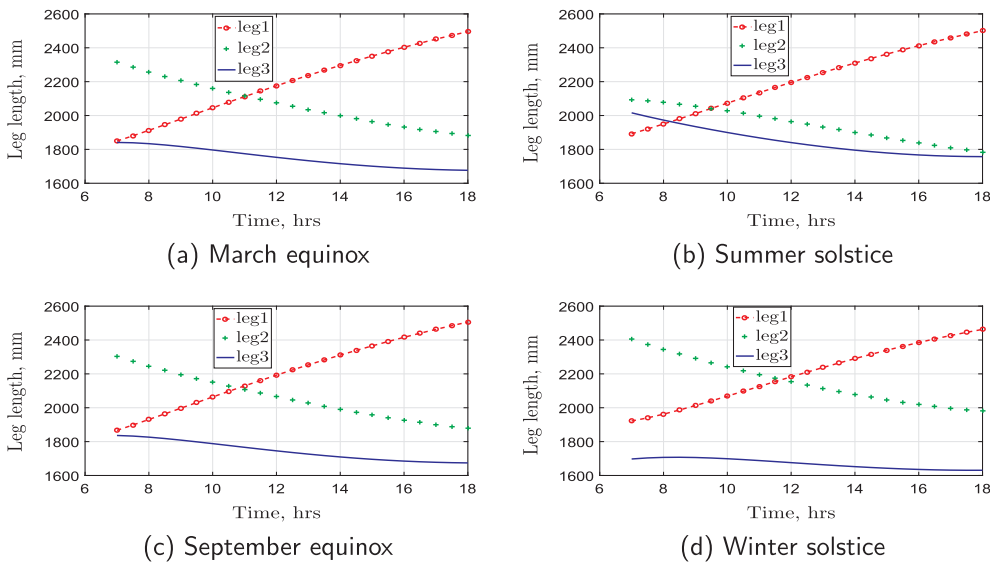 2600
2400
2200
2000
1800
1600
Leg length, mm
leg1
leg2
leg3
6 8 10 12 14 16 18
Time, hrs
(a) March equinox
2600
2400
2200
2000
1800
1600
Leg length, mm
leg1
leg2
leg3
6 8 10 12 14 16 18
Time, hrs
(b) Summer solstice
2600
2400
2200
2000
1800
1600
Leg length, mm
leg1
leg2
leg3
6 8 10 12 14 16 18
Time, hrs
(c) September equinox
2600
2400
2200
2000
1800
1600
Leg length, mm
leg1
leg2
leg3
6 8 10 12 14 16 18
Time, hrs
(d) Winter solstice